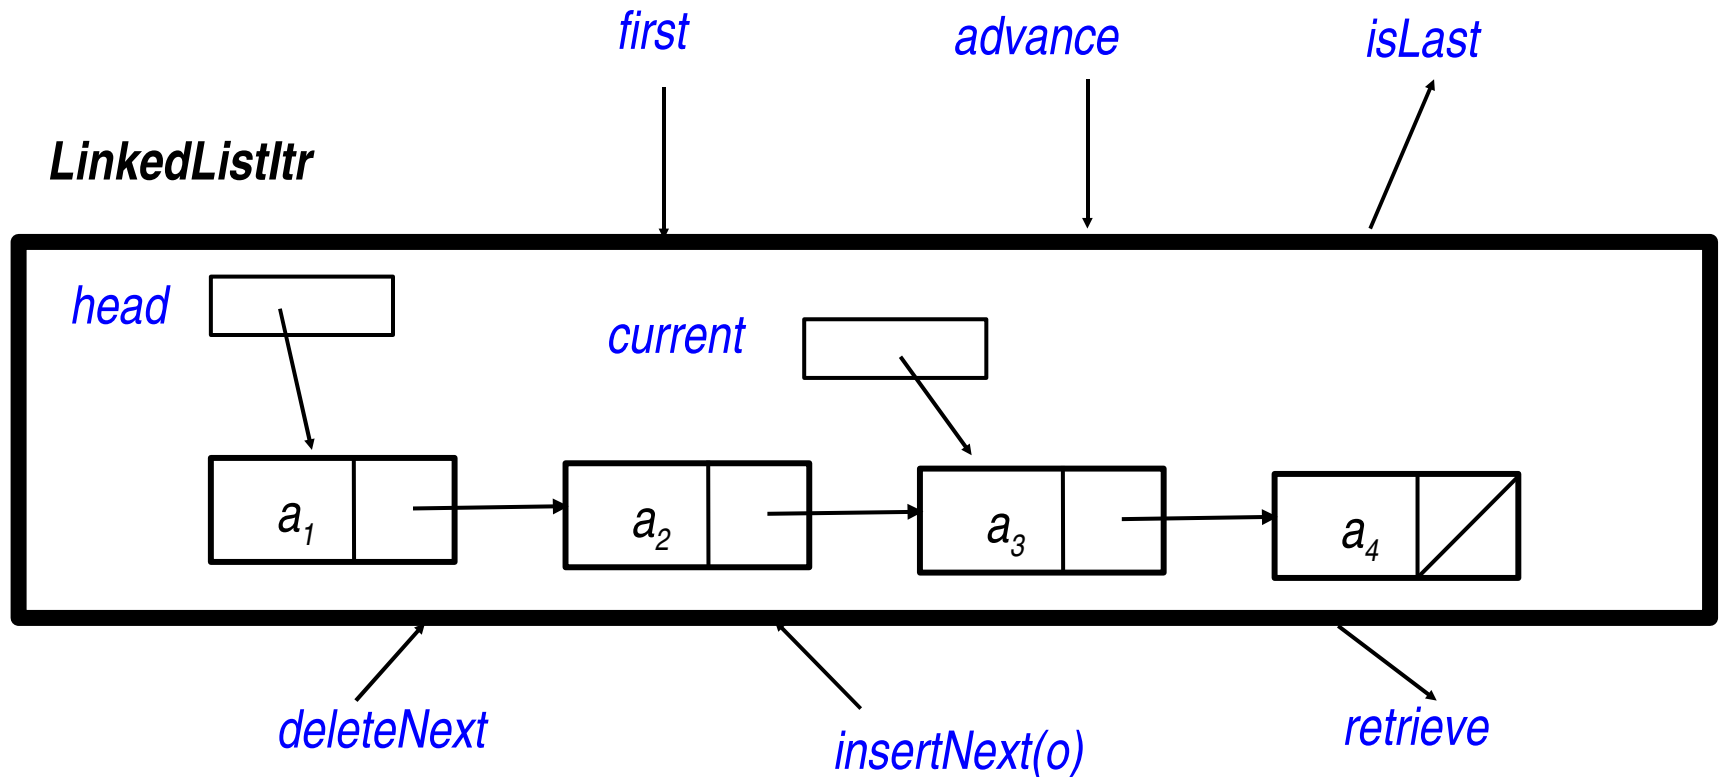 first
advance
isLast
LinkedListItr
head
current
a1
a2
a3
a4
deleteNext
insertNext(o)
retrieve